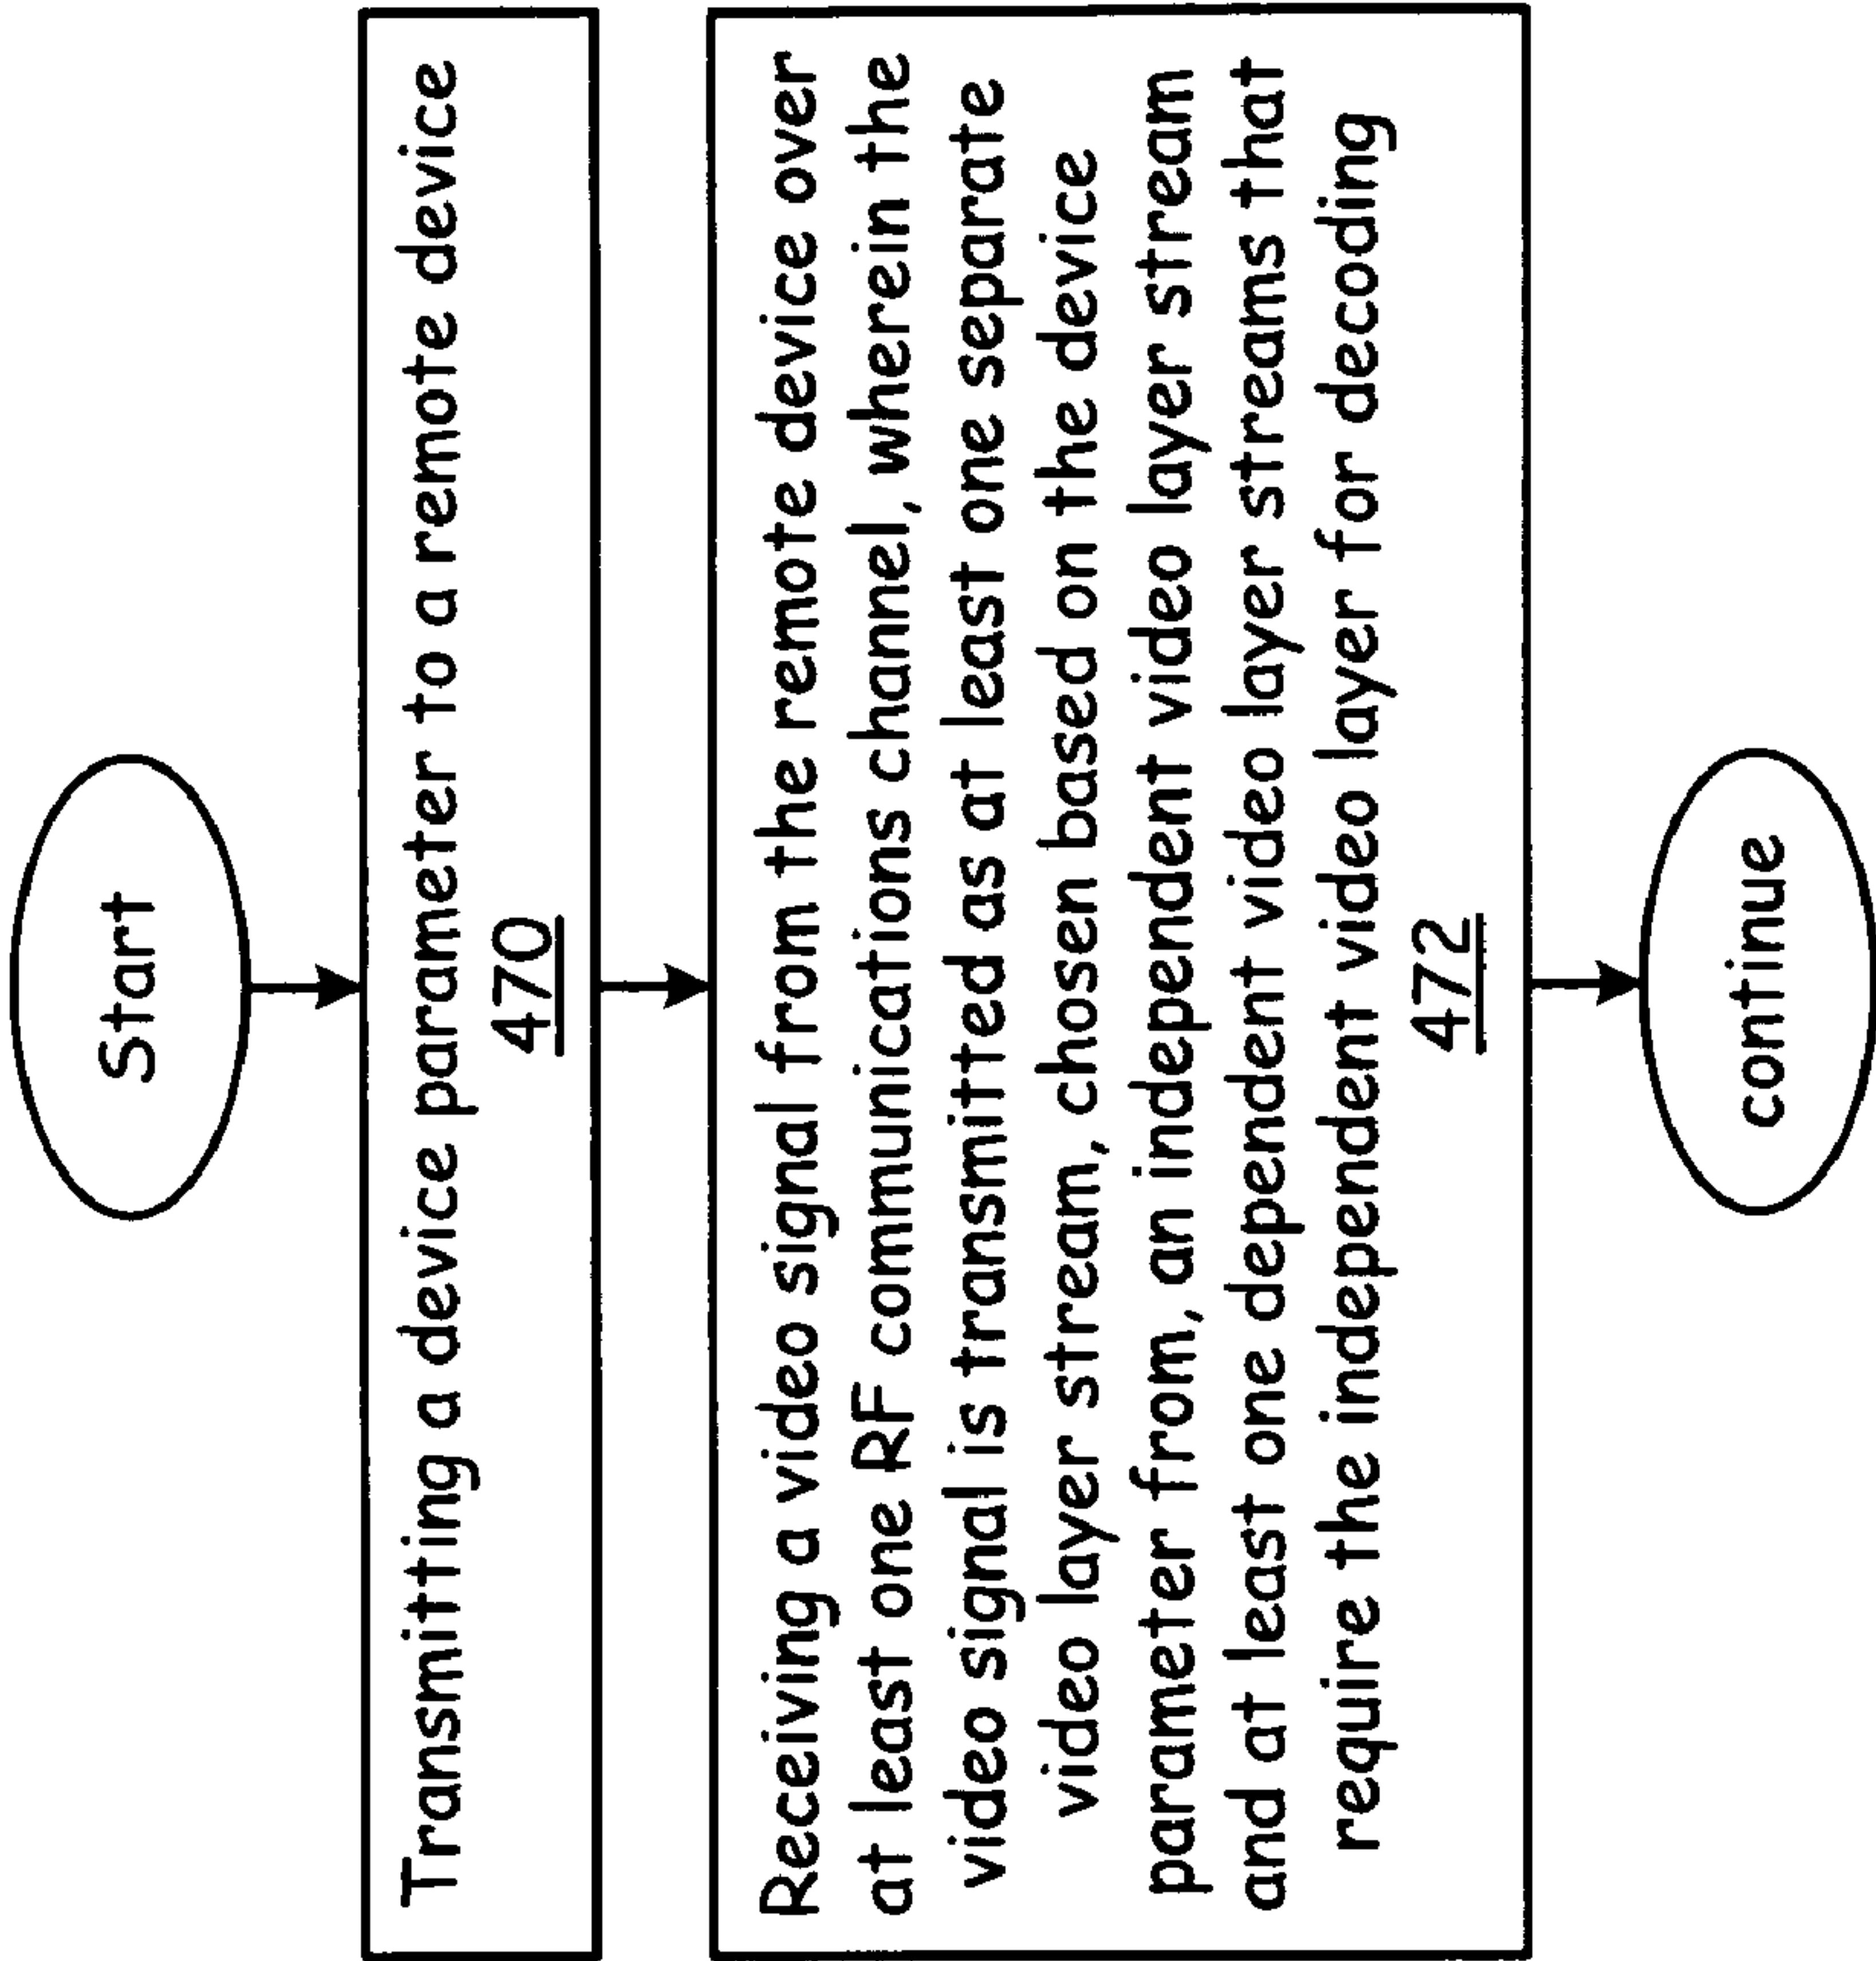 Start
Transmitting a device parameter to a remote device
470
Receiving a video signal from the remote device over
at least one RF communications channel, wherein the
video signal is transmitted as at least one separate
video layer stream, chosen based on the device
parameter from, an independent video layer stream
and at least one dependent video layer streams that
require the independent video layer for decoding
472
continue